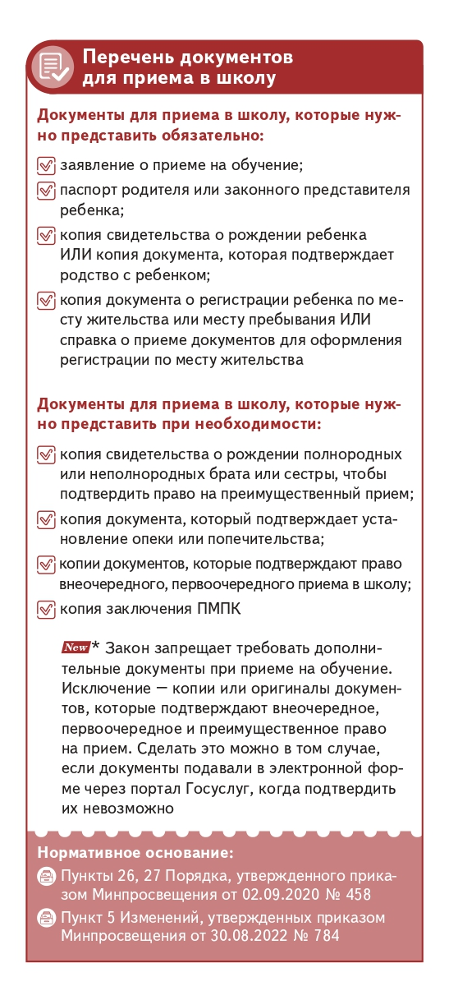 Перечень документов
для приема в школу
Документы для приема в школу, которые нуж-
но представить обязательно:
заявление о приеме на обучение;
паспорт родителя или законного представителя
ребенка;
копия свидетельства о рождении ребенка
ИЛИ копия документа, которая подтверждает
родство с ребенком;
копия документа о регистрации ребенка по ме-
сту жительства или месту пребывания ИЛИ
справка о приеме документов для оформления
регистрации по месту жительства
Документы для приема в школу, которые нуж-
но представить при необходимости:
копия свидетельства о рождении полнородных
или неполнородных брата или сестры, чтобы
подтвердить право на преимущественный прием;
копия документа, который подтверждает уста-
новление опеки или попечительства;
копии документов, которые подтверждают право
внеочередного, первоочередного приема в школу;
копия заключения ПМПК
New* Закон запрещает требовать дополни-
тельные документы при приеме на обучение.
Исключение — копии или оригиналы докумен-
тов, которые подтверждают внеочередное,
первоочередное и преимущественное право
на прием. Сделать это можно в том случае,
если документы подавали в электронной фор-
ме через портал Госуслуг, когда подтвердить
их невозможно
Нормативное основание:
Пункты 26, 27 Порядка, утвержденного прика-
зом Минпросвещения от 02.09.2020 № 458
Пункт 5 Изменений, утвержденных приказом
Минпросвещения от 30.08.2022 № 784